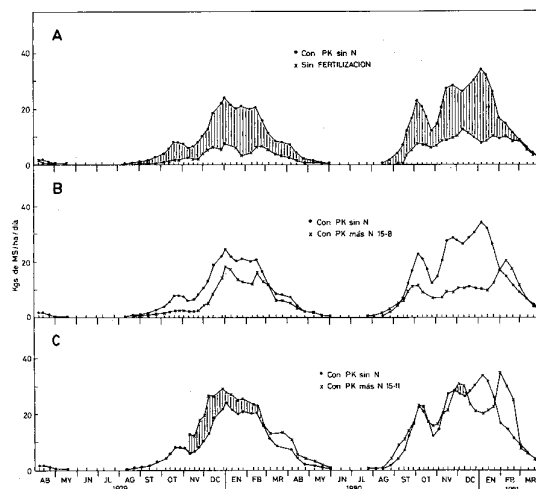 A
• Con PK sin N
x Sin FERTILIZACION
40
20
0
B
• Con PK sin N
x Con PK más N 15-8
40
20
0
Kgs de MS/ha/día
C
• Con PK sin N
x Con PK más N 15-11
40
20
0
AB MY JN JL AG ST OT NV DC EN FB MR AB MY JN JL AG ST OT NV DC EN FB MR
1980